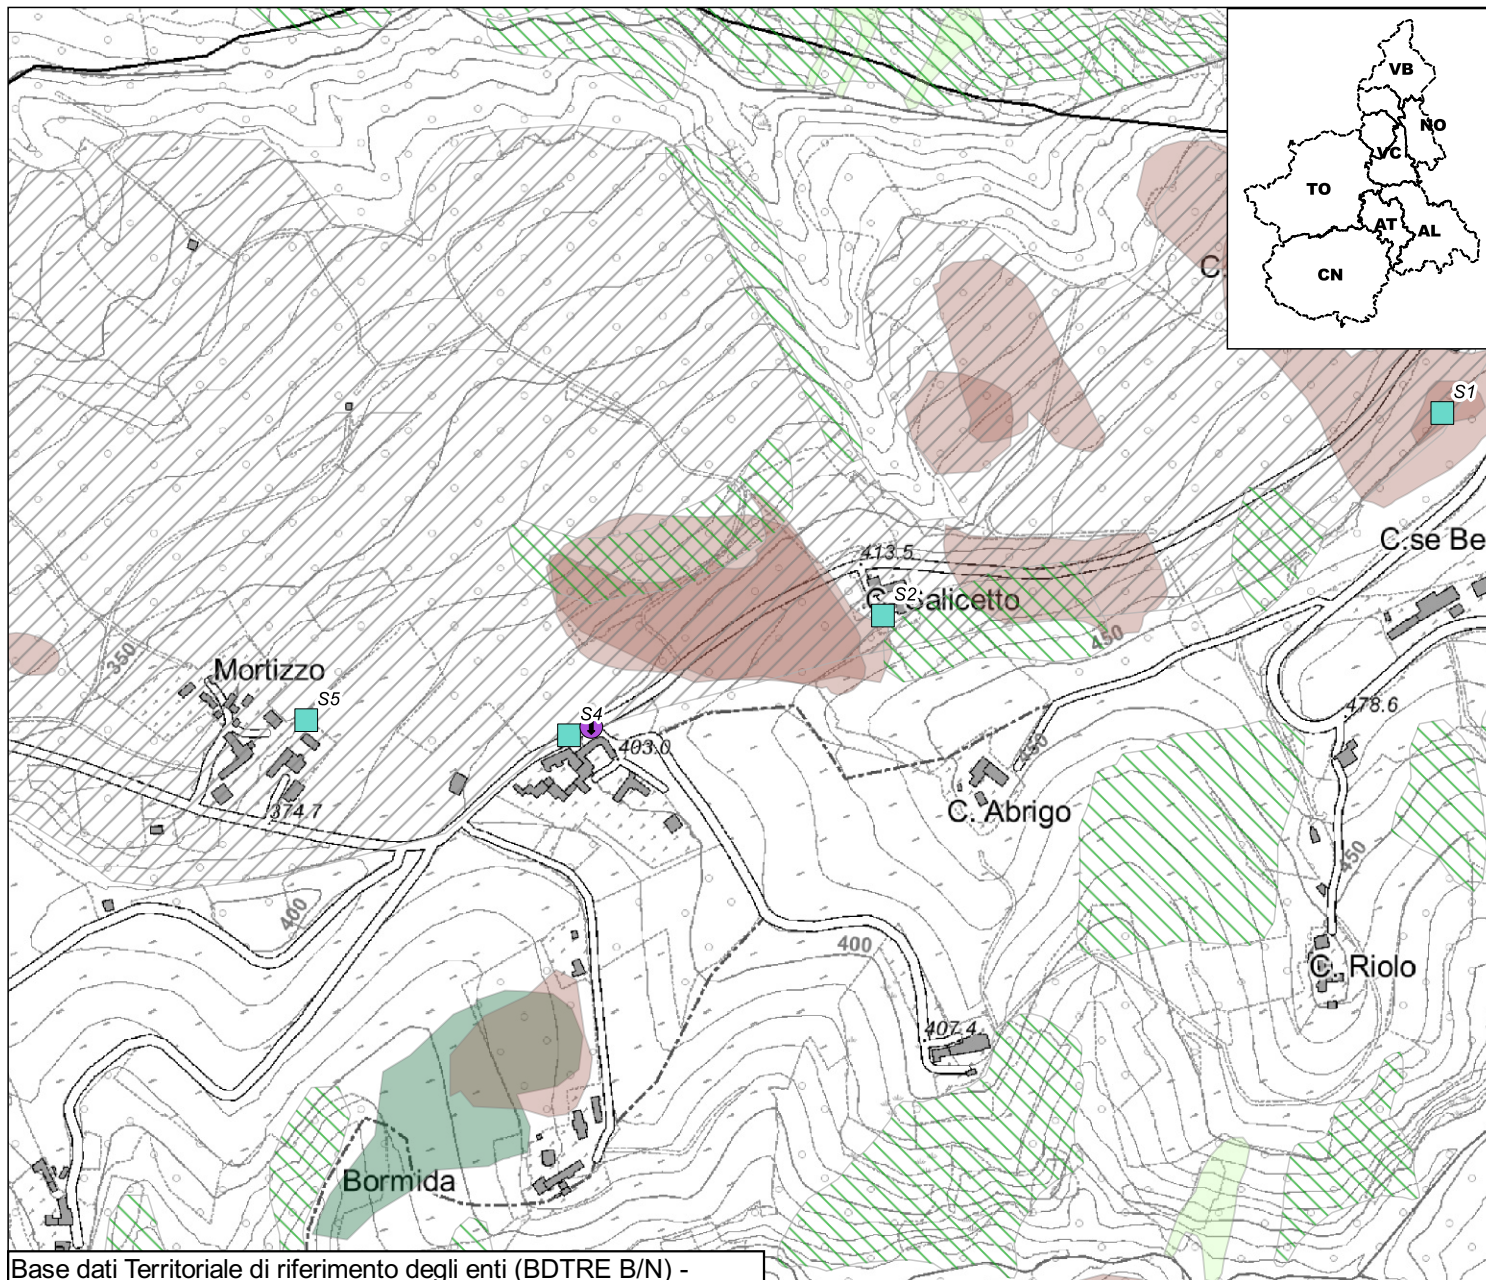 VB
NO
VC
TO
AT
AL
CN
C.
S1
C.se Be
413.5
S2
C. Salicetto
450
350
Mortizzo
S5
S4
403.0
478.6
450
374.7
C. Abrigo
450
400
400
C. Riolo
407.4
Bormida
Base dati Territoriale di riferimento degli enti (BDTRE B/N) -